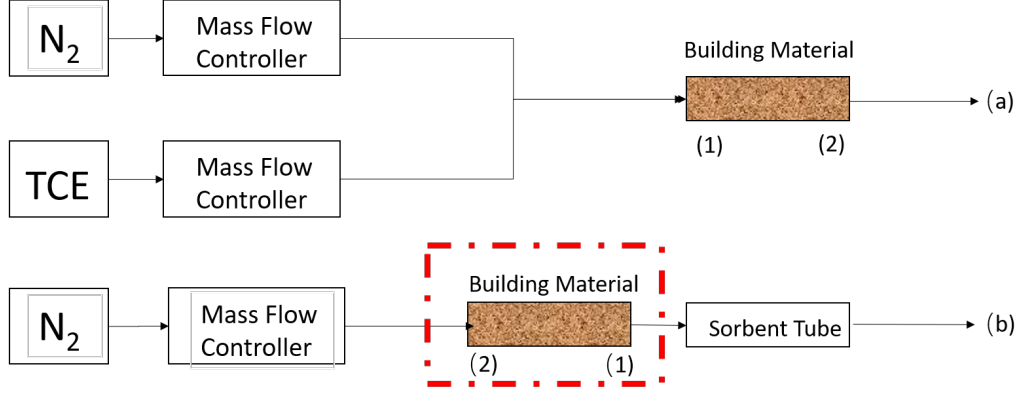 N2
Mass Flow
Controller
Building Material
(a)
(1) (2)
TCE
Mass Flow
Controller
Building Material
N2
Mass Flow
Controller
Sorbent Tube
(b)
(2) (1)